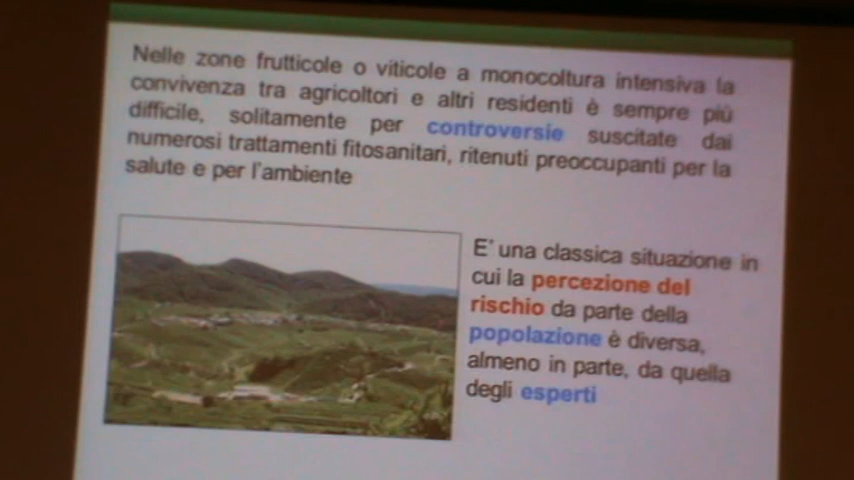 Nelle zone frutticole o viticole a monocoltura intensiva la
convivenza tra agricoltori e altri residenti è sempre più
difficile, solitamente per controversie suscitate dai
numerosi trattamenti fitosanitari, ritenuti preoccupanti per la
salute e per l'ambiente
E' una classica situazione in
cui la percezione del
rischio da parte della
popolazione è diversa,
almeno in parte, da quella
degli esperti